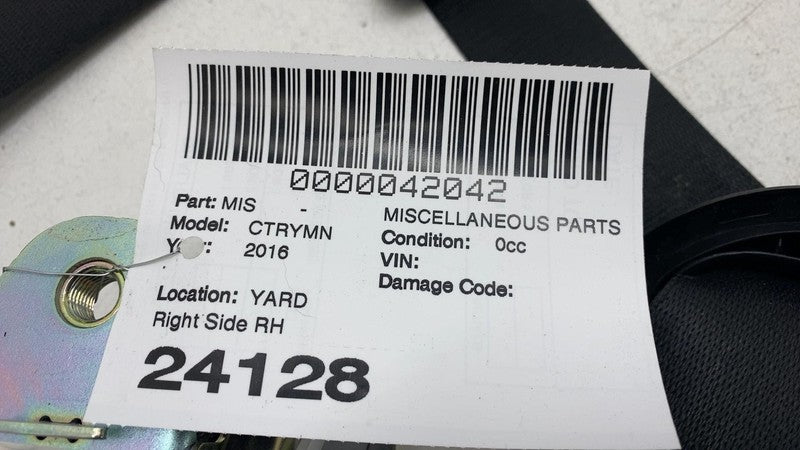 0000042042
Part: MIS - MISCELLANEOUS PARTS
Model: CTRYMN Condition: 0cc
2016 VIN:
Damage Code:
Location: YARD
Right Side RH
24128